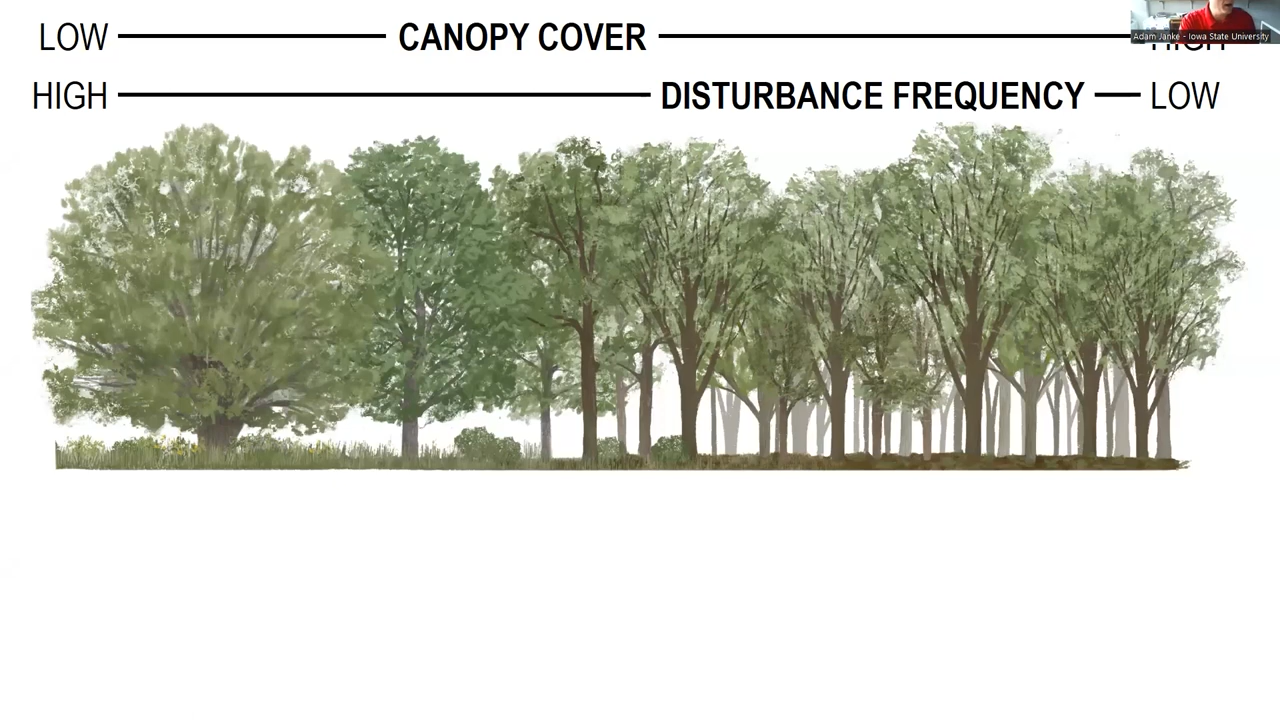 LOW CANOPY COVER HIGH
Adam Janke - Iowa State University
HIGH DISTURBANCE FREQUENCY LOW